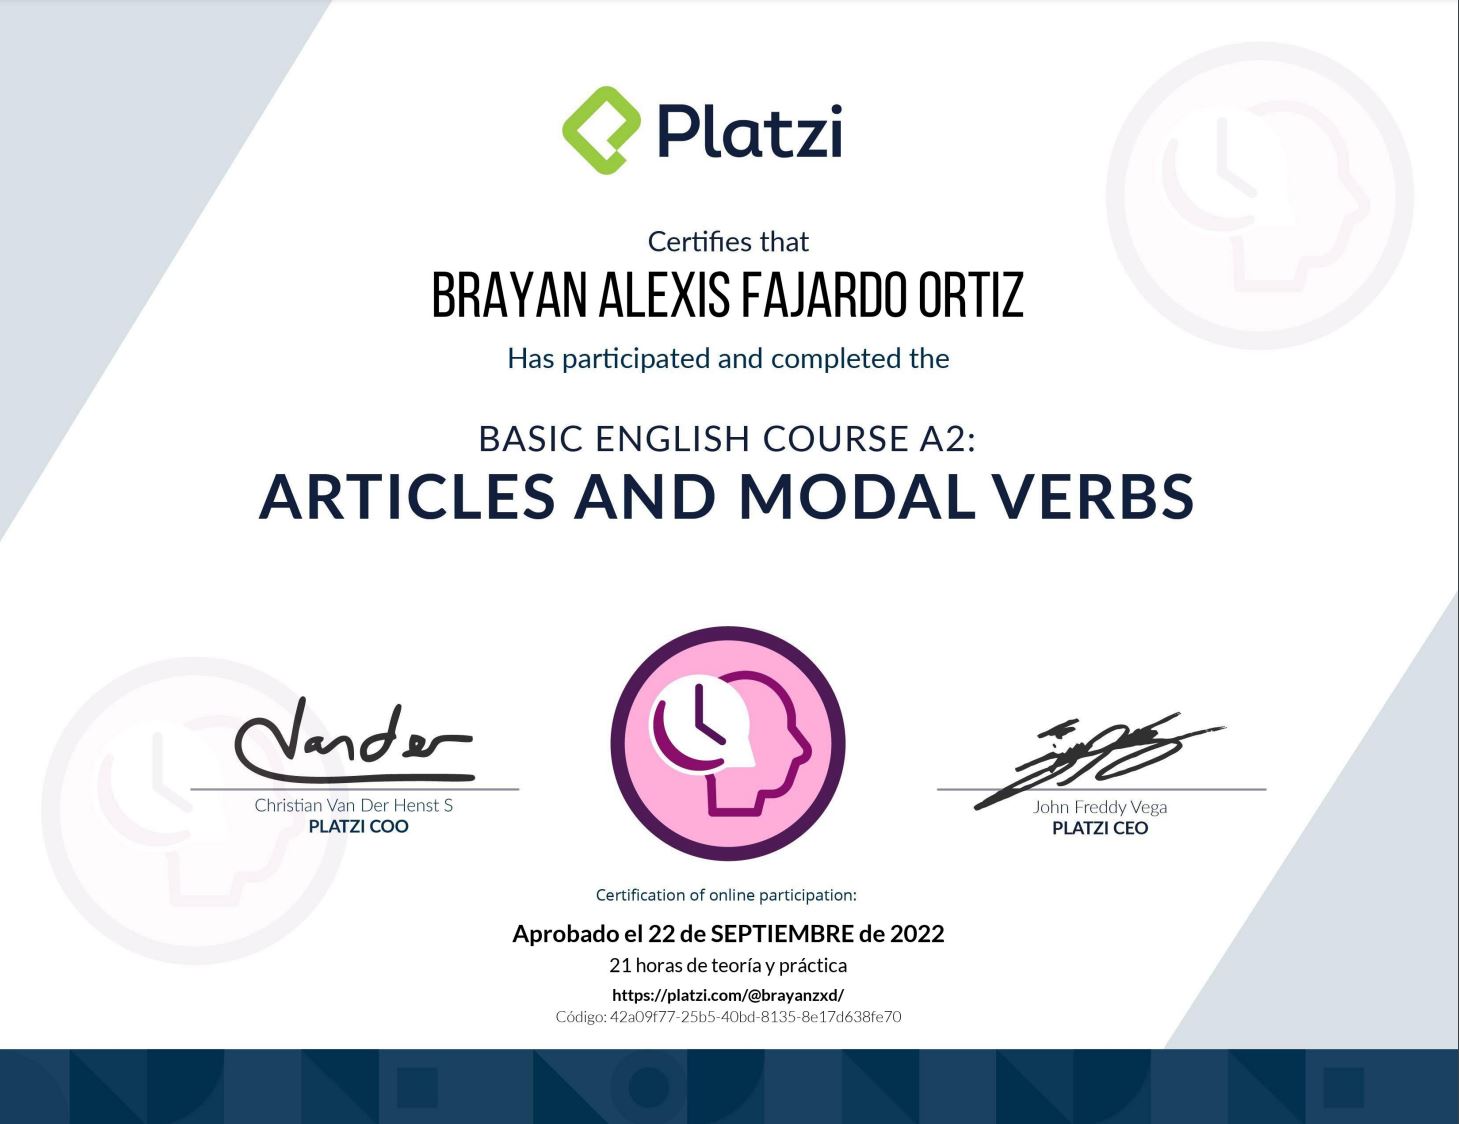 Platzi
Certifies that
BRAYAN ALEXIS FAJARDO ORTIZ
Has participated and completed the
BASIC ENGLISH COURSE A2:
ARTICLES AND MODAL VERBS
Vander
Christian Van Der Henst S
PLATZI COO
John Freddy Vega
PLATZI CEO
Certification of online participation:
Aprobado el 22 de SEPTIEMBRE de 2022
21 horas de teoría y práctica
https://platzi.com/@brayanzxd/
Código: 42a09f77-25b5-40bd-8135-8e17d638fe70